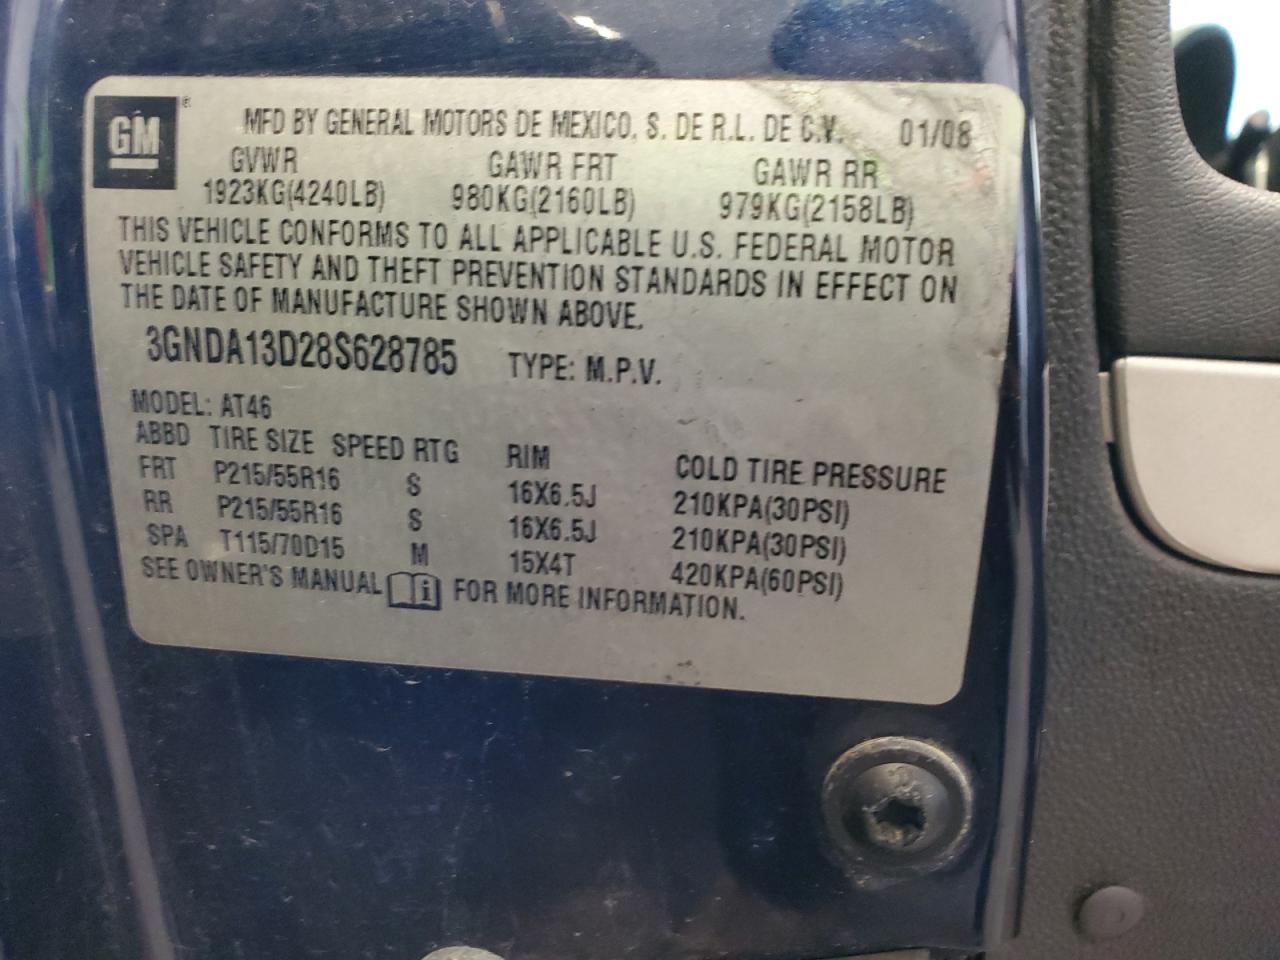 GM ® MFD BY GENERAL MOTORS DE MEXICO, S. DE R.L. DE C.V. 01/08
GVWR GAWR FRT GAWR RR
1923KG(4240LB) 980KG(2160LB) 979KG(2158LB)
THIS VEHICLE CONFORMS TO ALL APPLICABLE U.S. FEDERAL MOTOR
VEHICLE SAFETY AND THEFT PREVENTION STANDARDS IN EFFECT ON
THE DATE OF MANUFACTURE SHOWN ABOVE.
3GNDA13D28S628785 TYPE: M.P.V.
MODEL: AT46
ABBD TIRE SIZE SPEED RTG RIM COLD TIRE PRESSURE
FRT P215/55R16 S 16X6.5J 210KPA(30PSI)
RR P215/55R16 S 16X6.5J 210KPA(30PSI)
SPA T115/70D15 M 15X4T 420KPA(60PSI)
SEE OWNER'S MANUAL i FOR MORE INFORMATION.